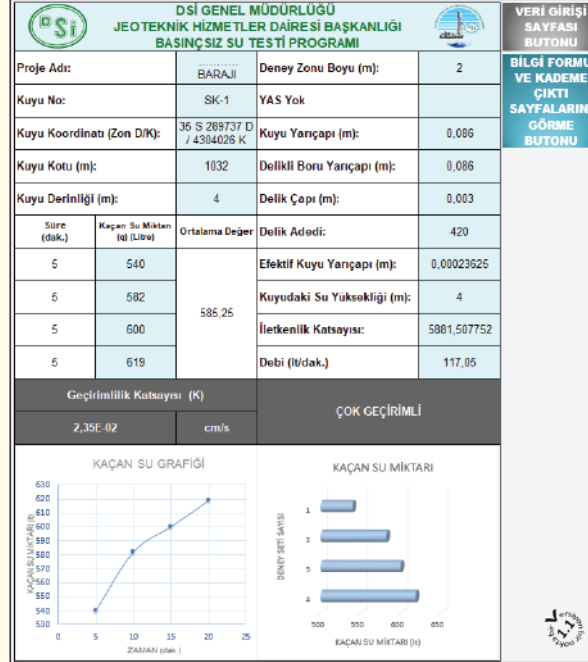 DSİ GENEL MÜDÜRLÜĞÜ
JEOTEKNİK HİZMETLER DAİRESİ BAŞKANLIĞI
BASINÇSIZ SU TESTİ PROGRAMI
DSİ
VERİ GİRİŞİ
SAYFASI
BUTONU
BİLGİ FORMU
VE KADEME
ÇIKTI
SAYFALARIN
GÖRME
BUTONU
Proje Adı: ........... BARAJI Deney Zonu Boyu (m): 2
Kuyu No: SK-1 YAS Yok
Kuyu Koordinatı (Zon D/K): 35 S 289737 D / 4304026 K Kuyu Yarıçapı (m): 0,086
Kuyu Kotu (m): 1032 Delikli Boru Yarıçapı (m): 0,086
Kuyu Derinliği (m): 4 Delik Çapı (m): 0,003
Süre (dak.) Kaçan Su Miktarı (q) (Litre) Ortalama Değer Delik Adedi: 420
5 540 585,25 Efektif Kuyu Yarıçapı (m): 0,00023625
5 582 Kuyudaki Su Yüksekliği (m): 4
5 600 İletkenlik Katsayısı: 5881,507752
5 619 Debi (lt/dak.) 117,05
Geçirimlilik Katsayısı (K) ÇOK GEÇİRİMLİ
2,35E-02 cm/s
KAÇAN SU GRAFİĞİ
KAÇAN SU MİKTARI (lt)
630
620
610
600
590
580
570
560
550
540
530
0 5 10 15 20 25
ZAMAN (dak.)
KAÇAN SU MİKTARI
DENEY SETİ SAYISI
1
2
3
4
500 550 600 650
KAÇAN SU MİKTARI (lt)
1.1